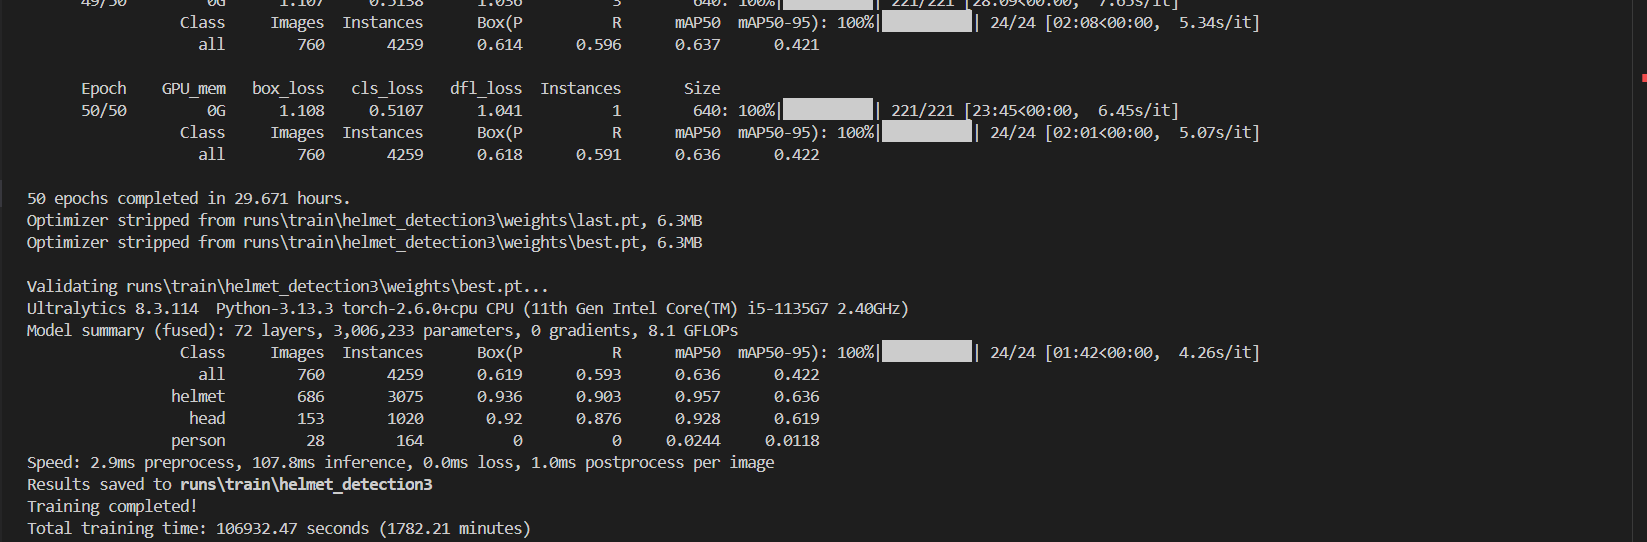 49/50 0G 1.107 0.5138 1.036 3 640: 100%| | 221/221 [28:09<00:00, 7.65s/it]
Class Images Instances Box(P R mAP50 mAP50-95): 100%| | 24/24 [02:08<00:00, 5.34s/it]
all 760 4259 0.614 0.596 0.637 0.421
Epoch GPU_mem box_loss cls_loss dfl_loss Instances Size
50/50 0G 1.108 0.5107 1.041 1 640: 100%| | 221/221 [23:45<00:00, 6.45s/it]
Class Images Instances Box(P R mAP50 mAP50-95): 100%| | 24/24 [02:01<00:00, 5.07s/it]
all 760 4259 0.618 0.591 0.636 0.422
50 epochs completed in 29.671 hours.
Optimizer stripped from runs\train\helmet_detection3\weights\last.pt, 6.3MB
Optimizer stripped from runs\train\helmet_detection3\weights\best.pt, 6.3MB
Validating runs\train\helmet_detection3\weights\best.pt...
Ultralytics 8.3.114 Python-3.13.3 torch-2.6.0+cpu CPU (11th Gen Intel Core(TM) i5-1135G7 2.40GHz)
Model summary (fused): 72 layers, 3,006,233 parameters, 0 gradients, 8.1 GFLOPs
Class Images Instances Box(P R mAP50 mAP50-95): 100%| | 24/24 [01:42<00:00, 4.26s/it]
all 760 4259 0.619 0.593 0.636 0.422
helmet 686 3075 0.936 0.903 0.957 0.636
head 153 1020 0.92 0.876 0.928 0.619
person 28 164 0 0 0.0244 0.0118
Speed: 2.9ms preprocess, 107.8ms inference, 0.0ms loss, 1.0ms postprocess per image
Results saved to runs\train\helmet_detection3
Training completed!
Total training time: 106932.47 seconds (1782.21 minutes)